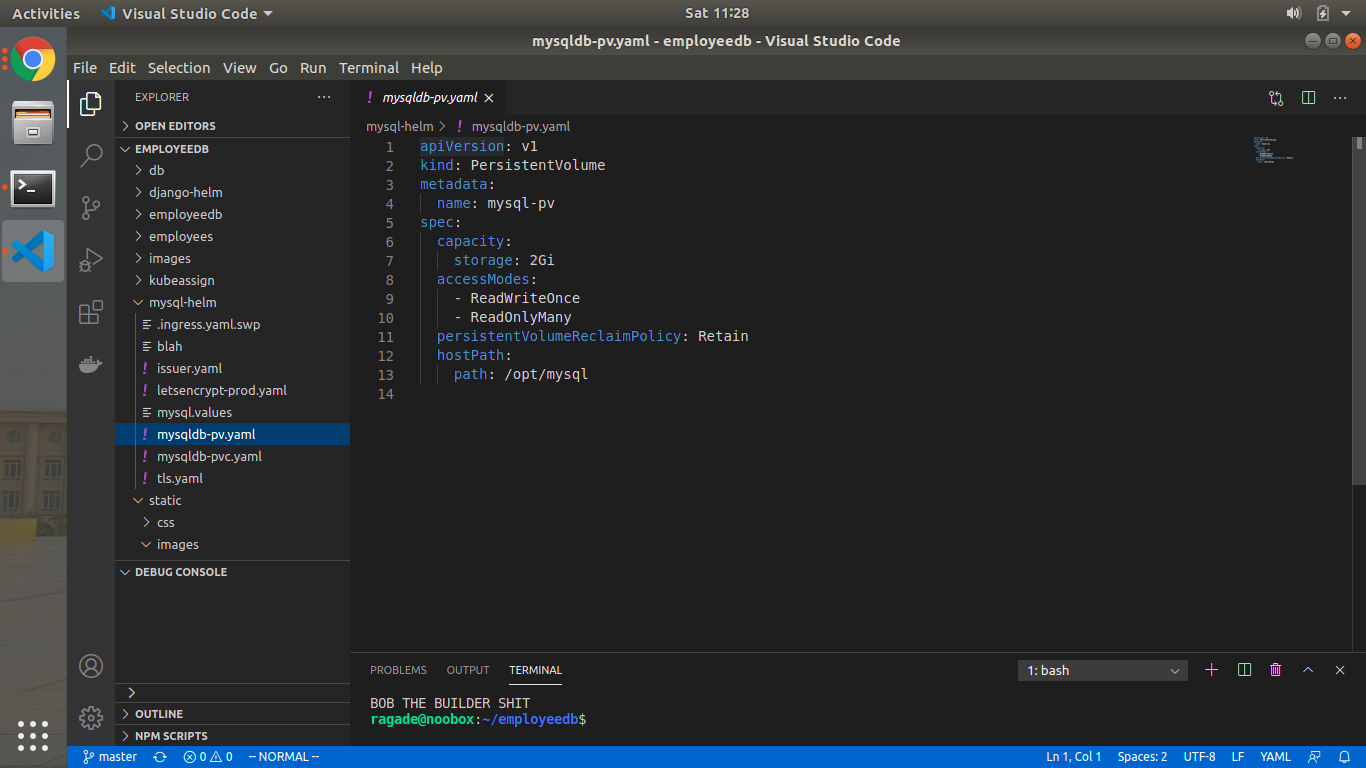 Activities Visual Studio Code Sat 11:28
mysqldb-pv.yaml - employeedb - Visual Studio Code
File Edit Selection View Go Run Terminal Help
EXPLORER
OPEN EDITORS
EMPLOYEEDB
db
django-helm
employeedb
employees
images
kubeassign
mysql-helm
.ingress.yaml.swp
blah
issuer.yaml
letsencrypt-prod.yaml
mysql.values
mysqldb-pv.yaml
mysqldb-pvc.yaml
tls.yaml
static
css
images
DEBUG CONSOLE
OUTLINE
NPM SCRIPTS
! mysqldb-pv.yaml
mysql-helm > ! mysqldb-pv.yaml
1 apiVersion: v1
2 kind: PersistentVolume
3 metadata:
4   name: mysql-pv
5 spec:
6   capacity:
7     storage: 2Gi
8   accessModes:
9     - ReadWriteOnce
10     - ReadOnlyMany
11   persistentVolumeReclaimPolicy: Retain
12   hostPath:
13     path: /opt/mysql
14
PROBLEMS OUTPUT TERMINAL 1: bash
BOB THE BUILDER SHIT
ragade@noobox:~/employeedb$
master 0 0 -- NORMAL -- Ln 1, Col 1 Spaces: 2 UTF-8 LF YAML